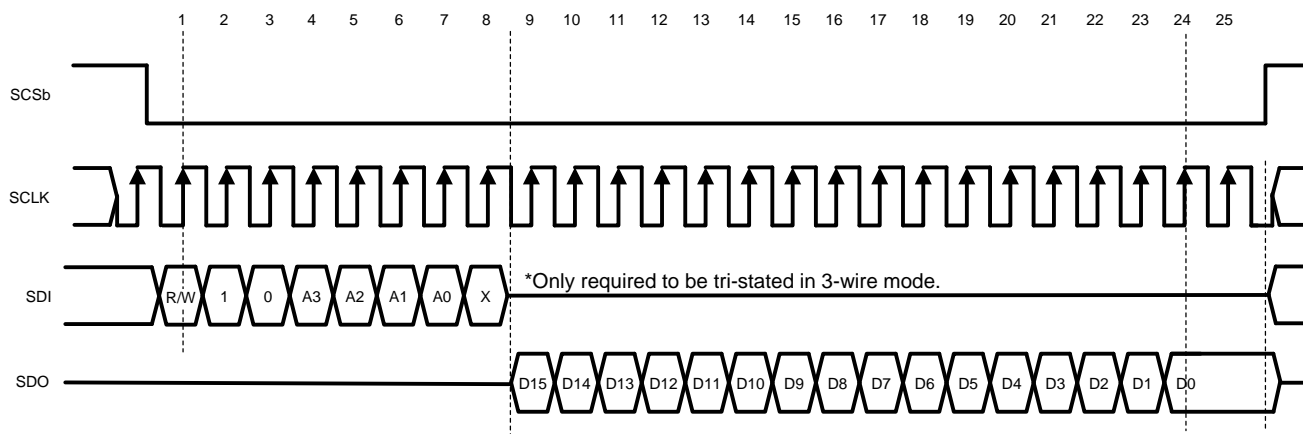 1 2 3 4 5 6 7 8 9 10 11 12 13 14 15 16 17 18 19 20 21 22 23 24 25
SCSb
SCLK
SDI R/W 1 0 A3 A2 A1 A0 X *Only required to be tri-stated in 3-wire mode.
SDO D15 D14 D13 D12 D11 D10 D9 D8 D7 D6 D5 D4 D3 D2 D1 D0